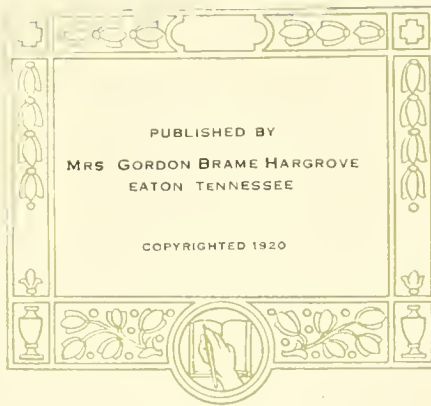 PUBLISHED BY
MRS GORDON BRAME HARGROVE
EATON TENNESSEE
COPYRIGHTED 1920